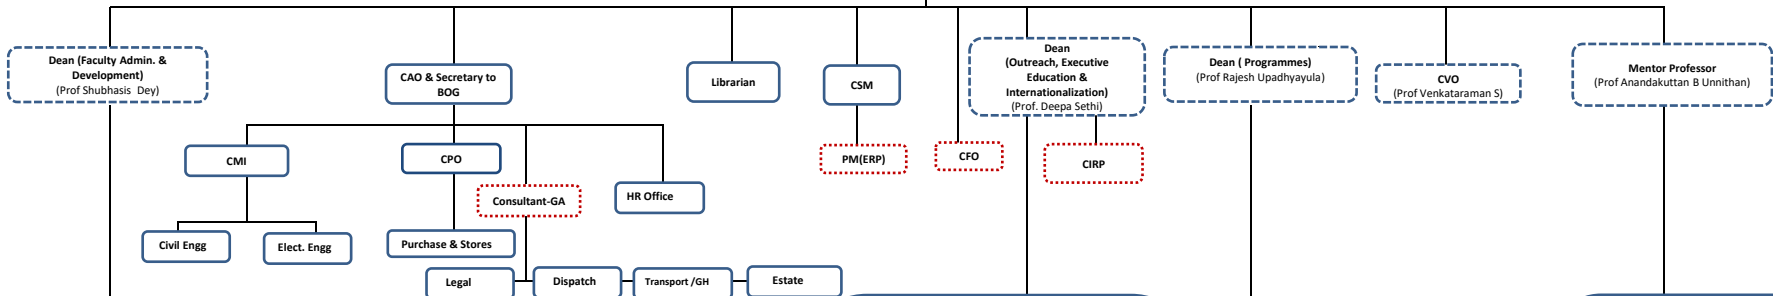 Dean (Faculty Admin. &
Development)
(Prof Shubhasis Dey)
CAO & Secretary to
BOG
Librarian
CSM
Dean
(Outreach, Executive
Education &
Internationalization)
(Prof. Deepa Sethi)
Dean ( Programmes)
(Prof Rajesh Upadhyayula)
CVO
(Prof Venkataraman S)
Mentor Professor
(Prof Anandakuttan B Unnithan)
CMI
CPO
PM(ERP)
CFO
CIRP
Consultant-GA
HR Office
Civil Engg
Elect. Engg
Purchase & Stores
Legal
Dispatch
Transport /GH
Estate